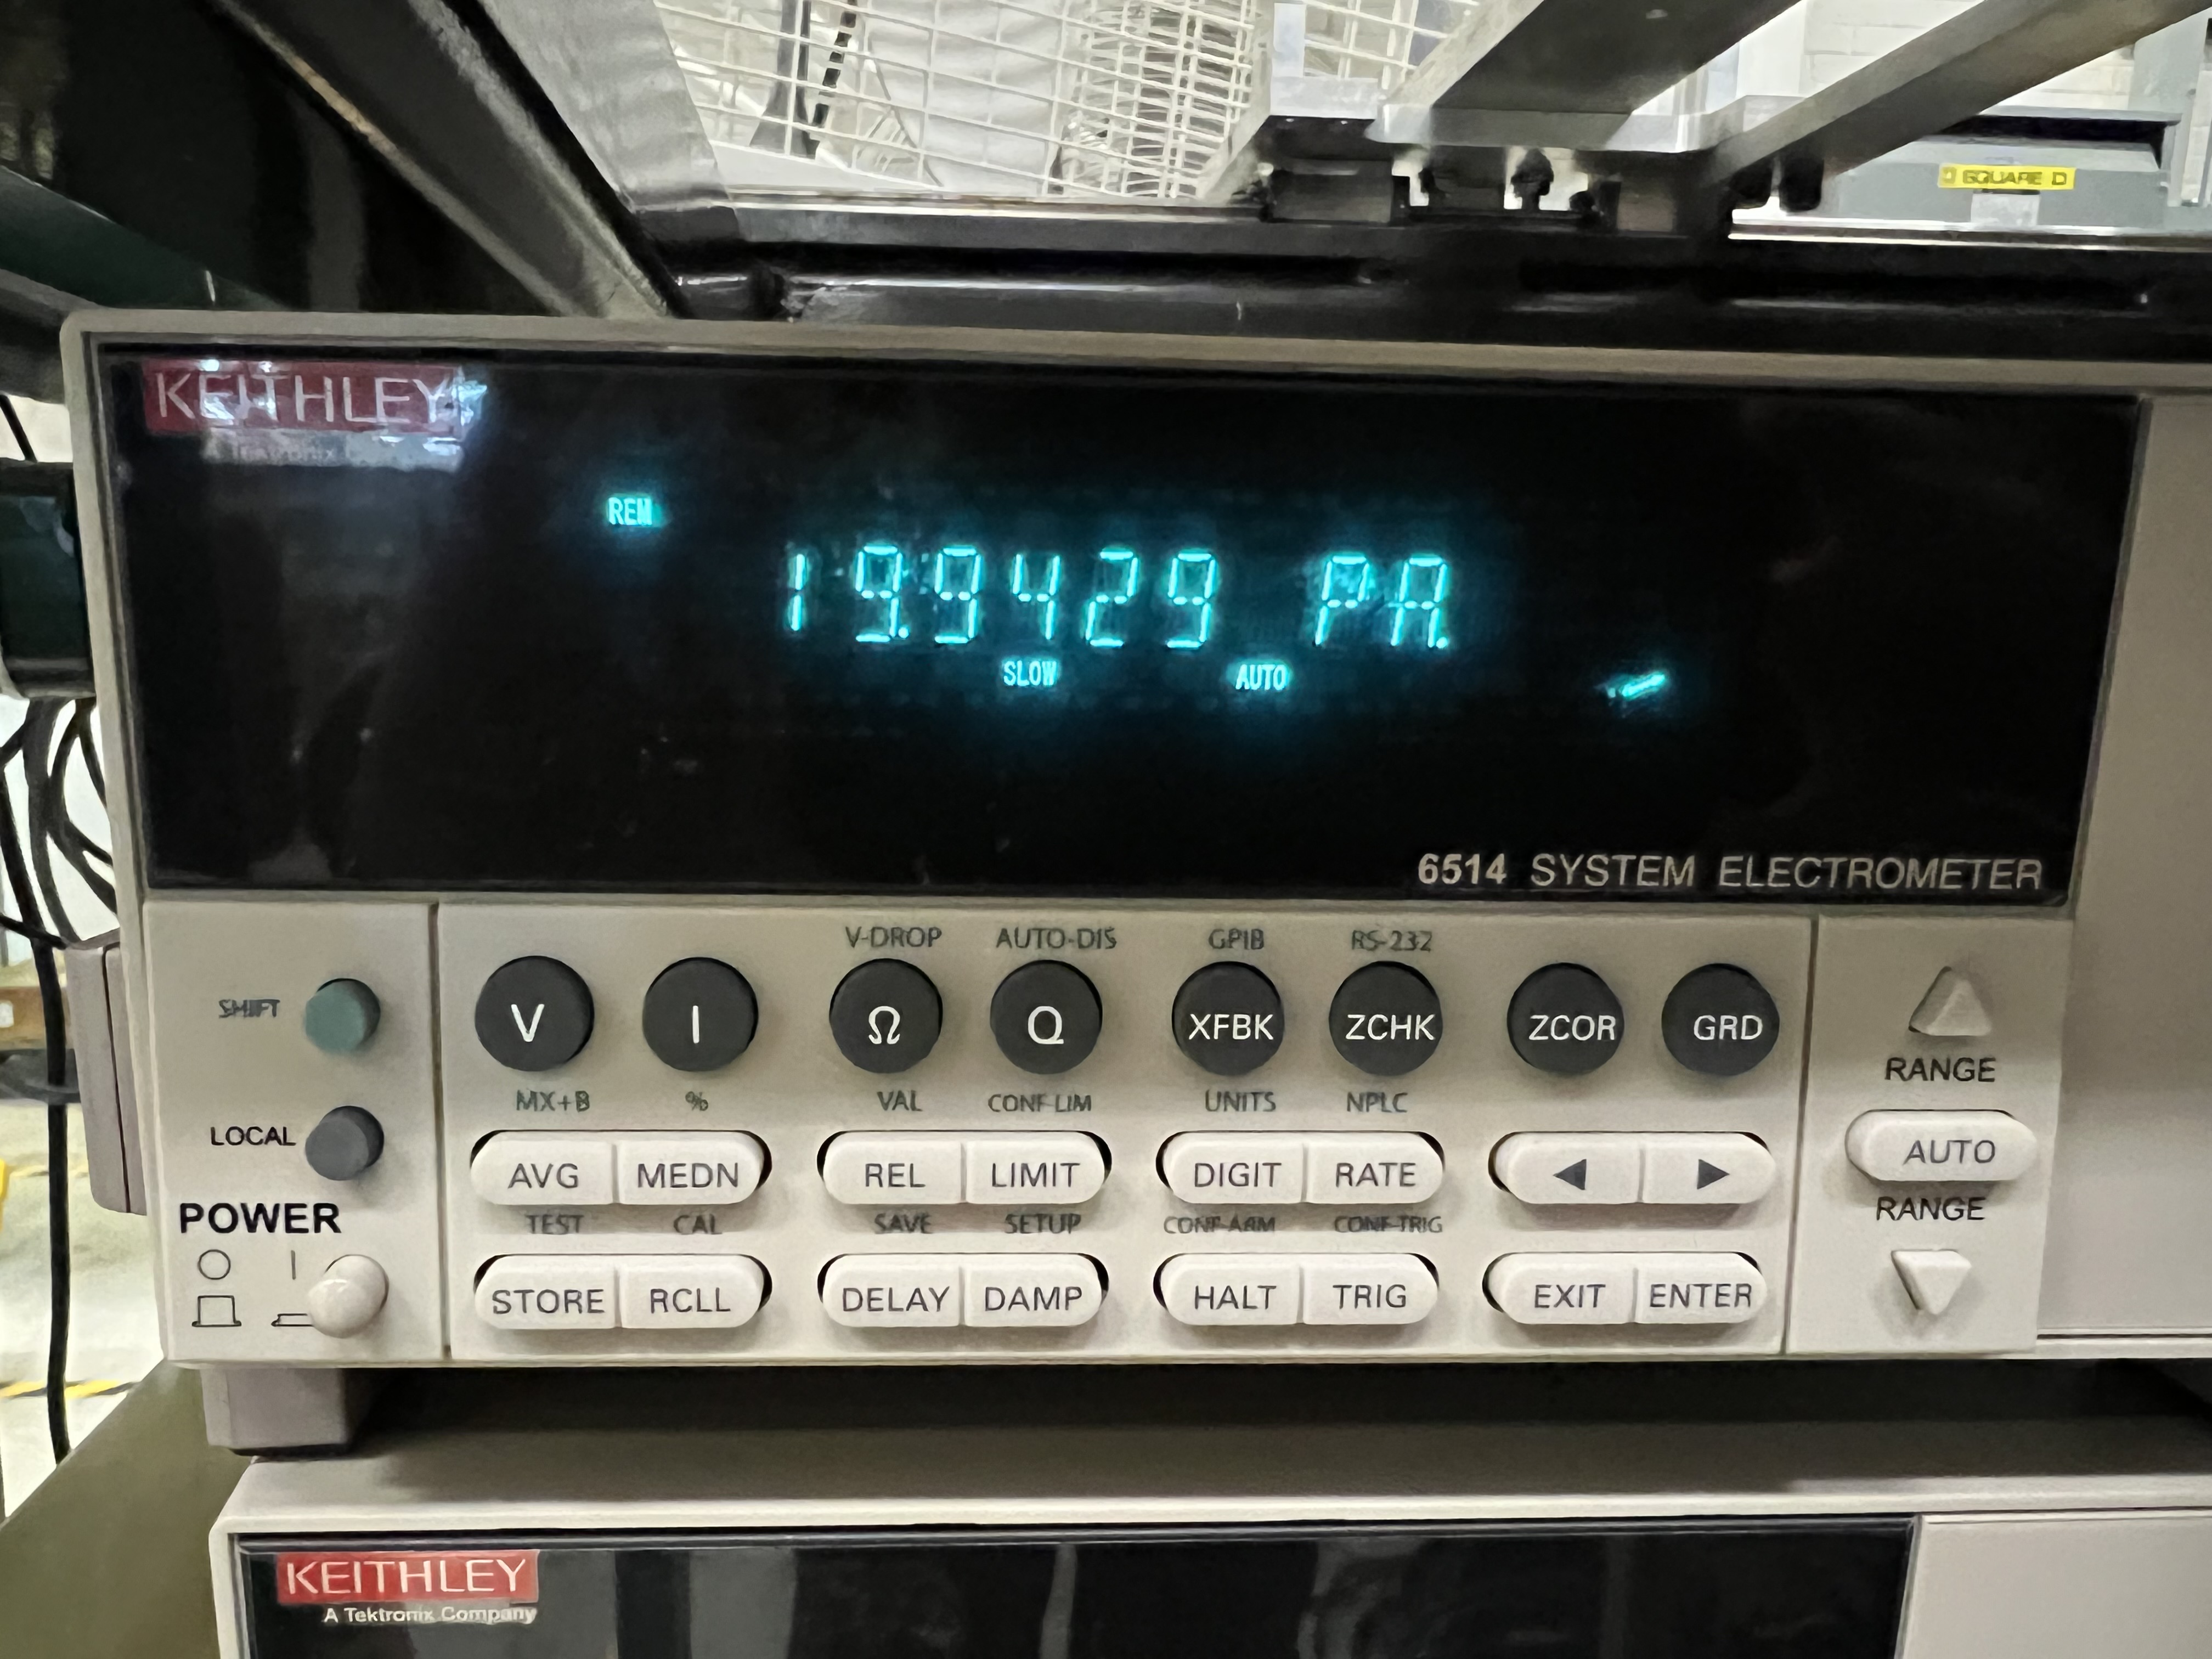 SQUARE D
KEITHLEY
A Tektronix
REM
19.9429 PA
SLOW AUTO
6514 SYSTEM ELECTROMETER
V-DROP AUTO-DIS GPIB RS-232
SHIFT V I Ω Q XFBK ZCHK ZCOR GRD
RANGE
MX+B % VAL CONF-LIM UNITS NPLC
LOCAL AVG MEDN REL LIMIT DIGIT RATE ◀ ▶ AUTO
POWER TEST CAL SAVE SETUP CONF-ARM CONF-TRIG RANGE
STORE RCLL DELAY DAMP HALT TRIG EXIT ENTER
KEITHLEY
A Tektronix Company